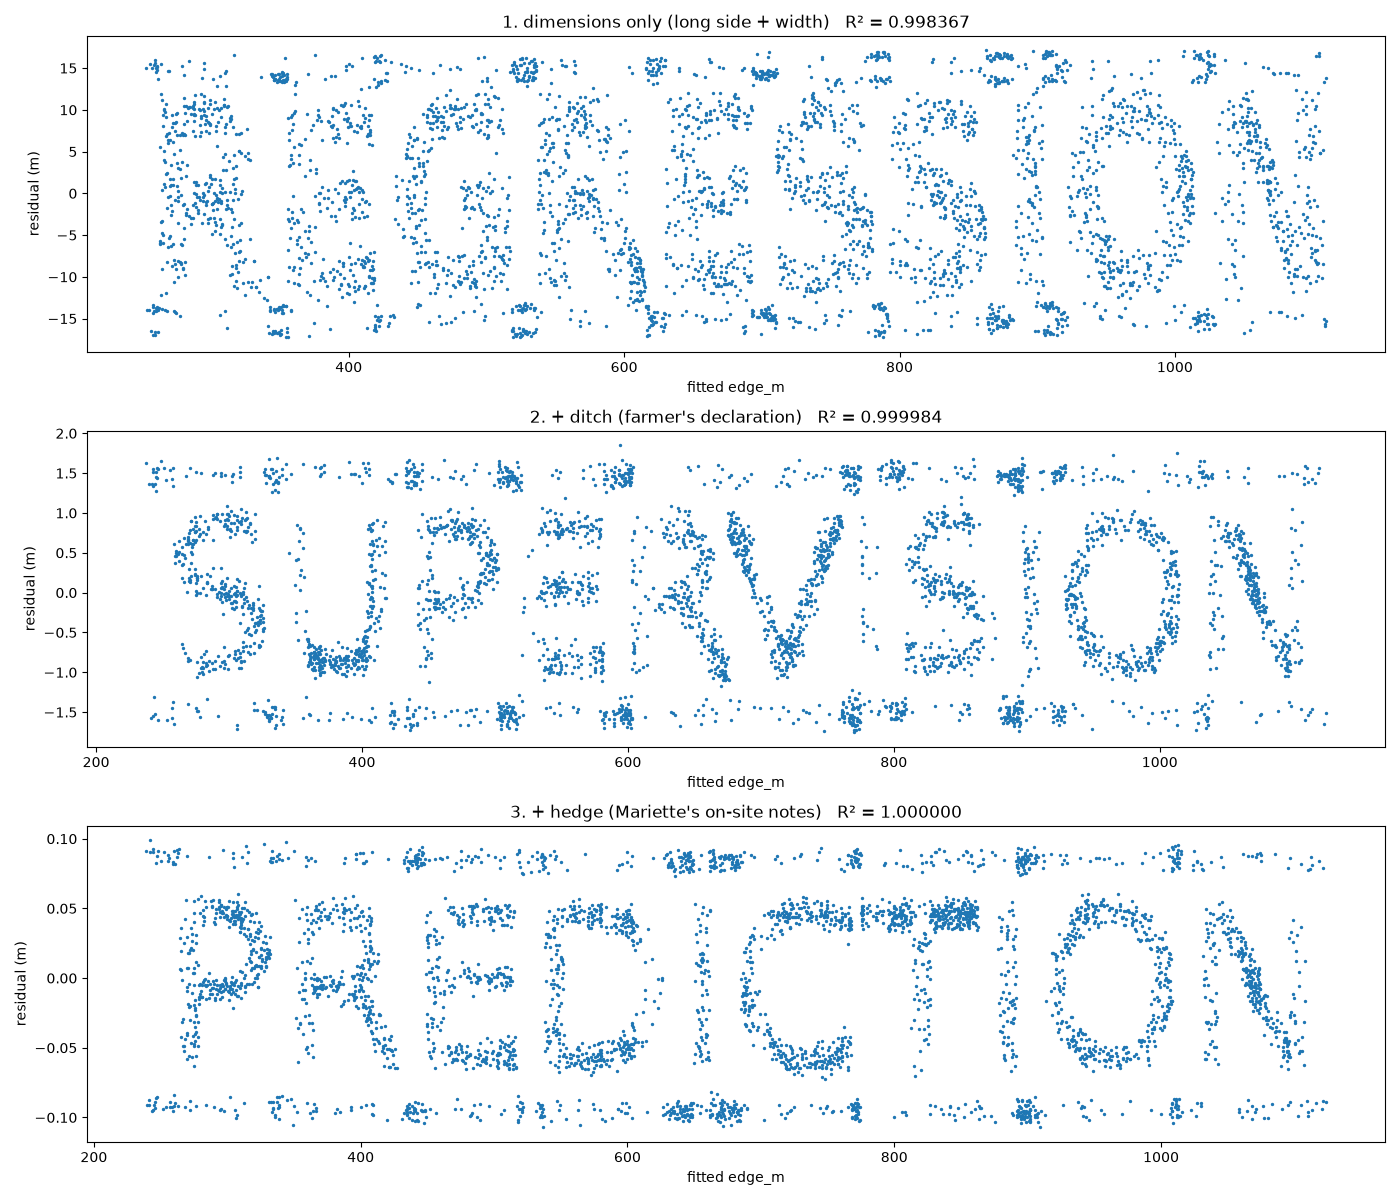 1. dimensions only (long side + width) R² = 0.998367
residual (m)
15
10
5
0
−5
−10
−15
REGRESSION
400 600 800 1000
fitted edge_m
2. + ditch (farmer's declaration) R² = 0.999984
residual (m)
2.0
1.5
1.0
0.5
0.0
−0.5
−1.0
−1.5
SUPERVISION
200 400 600 800 1000
fitted edge_m
3. + hedge (Mariette's on-site notes) R² = 1.000000
residual (m)
0.10
0.05
0.00
−0.05
−0.10
PREDICTION
200 400 600 800 1000
fitted edge_m